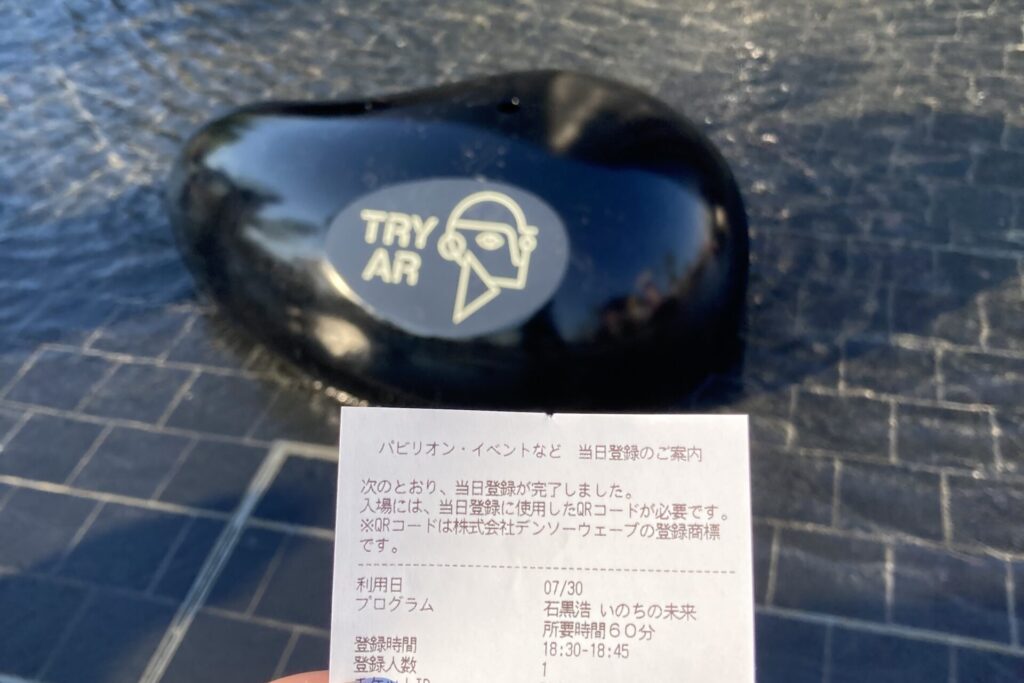 TRY
AR
パビリオン・イベントなど 当日登録のご案内
次のとおり、当日登録が完了しました。
入場には、当日登録に使用したQRコードが必要です。
※QRコードは株式会社デンソーウェーブの登録商標
です。
利用日 07/30
プログラム 石黒浩 いのちの未来
所要時間60分
登録時間 18:30-18:45
登録人数 1